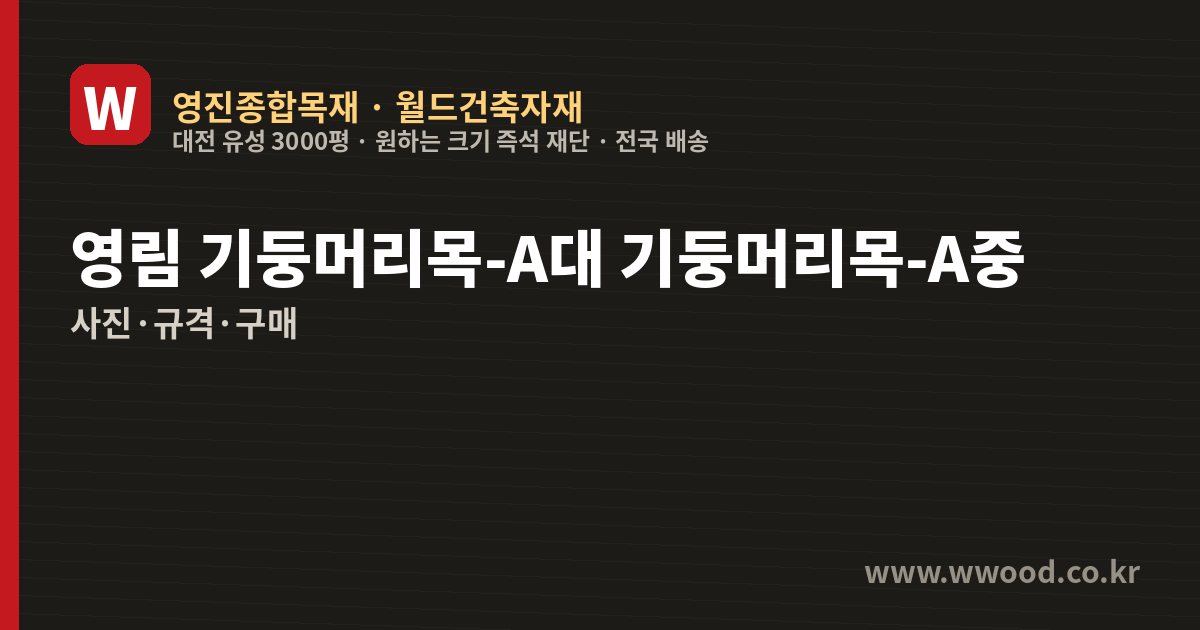 W
영진종합목재 · 월드건축자재
대전 유성 3000평 · 원하는 크기 즉석 재단 · 전국 배송
영림 기둥머리목-A대 기둥머리목-A중
사진·규격·구매
www.wwood.co.kr